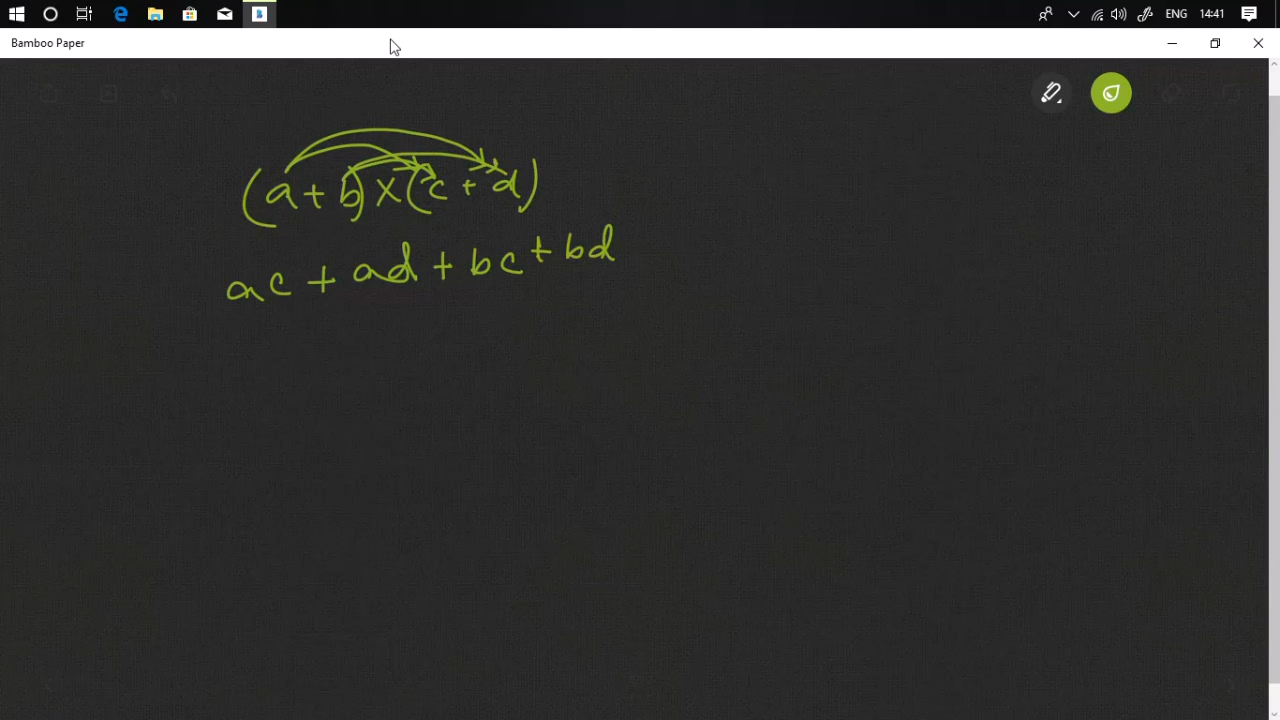 ENG 14:41
Bamboo Paper
(a + b) × (c + d)
ac + ad + bc + bd